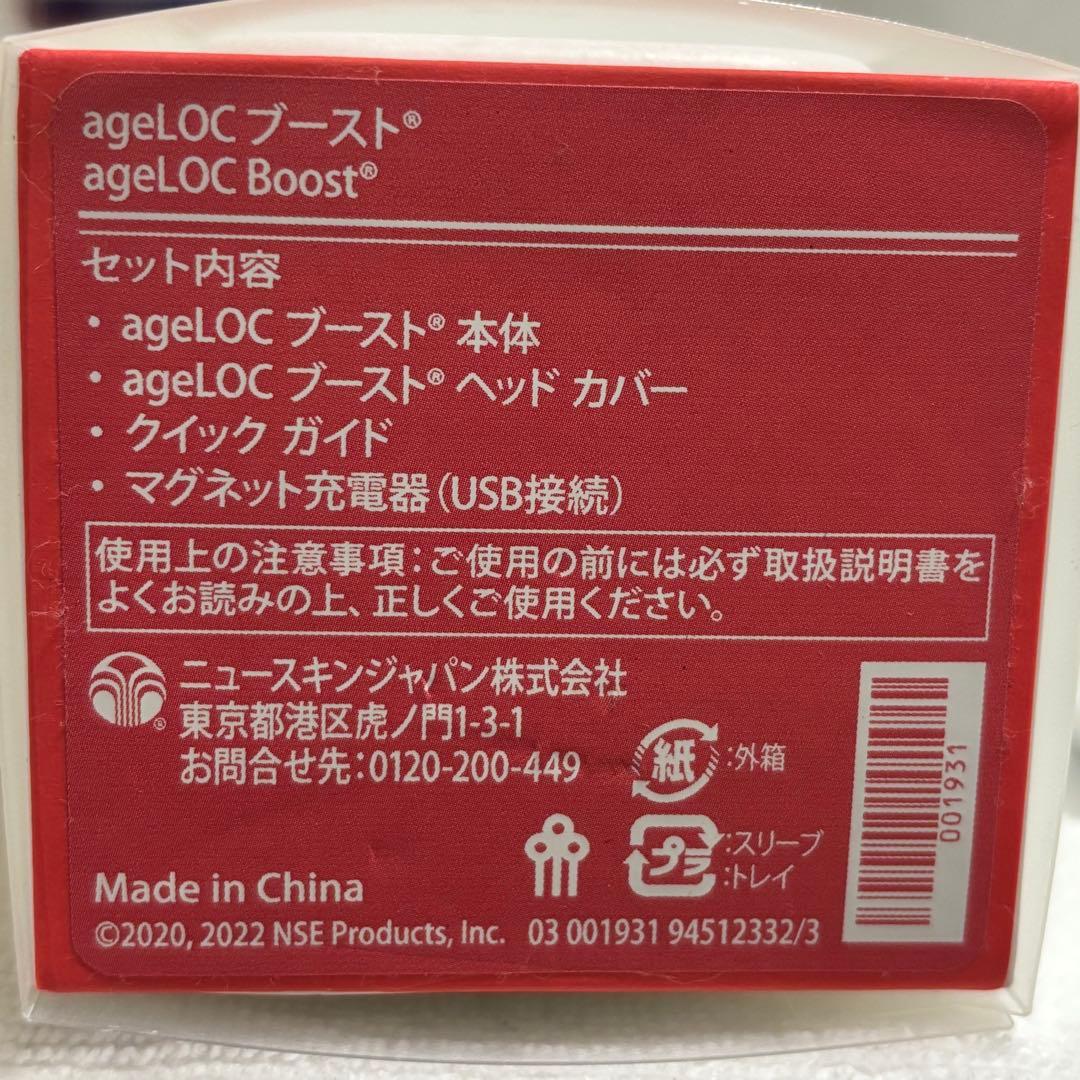 ageLOC ブースト®
ageLOC Boost®
セット内容
・ ageLOC ブースト® 本体
・ ageLOC ブースト® ヘッド カバー
・ クイック ガイド
・ マグネット充電器（USB接続）
使用上の注意事項：ご使用の前には必ず取扱説明書を
よくお読みの上、正しくご使用ください。
ニュースキンジャパン株式会社
東京都港区虎ノ門1-3-1
お問合せ先：0120-200-449
紙：外箱
プラ：スリーブ
：トレイ
Made in China
©2020, 2022 NSE Products, Inc. 03 001931 94512332/3
001931